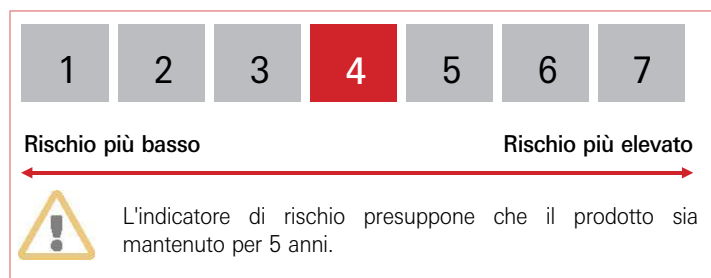 1 2 3 4 5 6 7
Rischio più basso Rischio più elevato
L'indicatore di rischio presuppone che il prodotto sia
mantenuto per 5 anni.